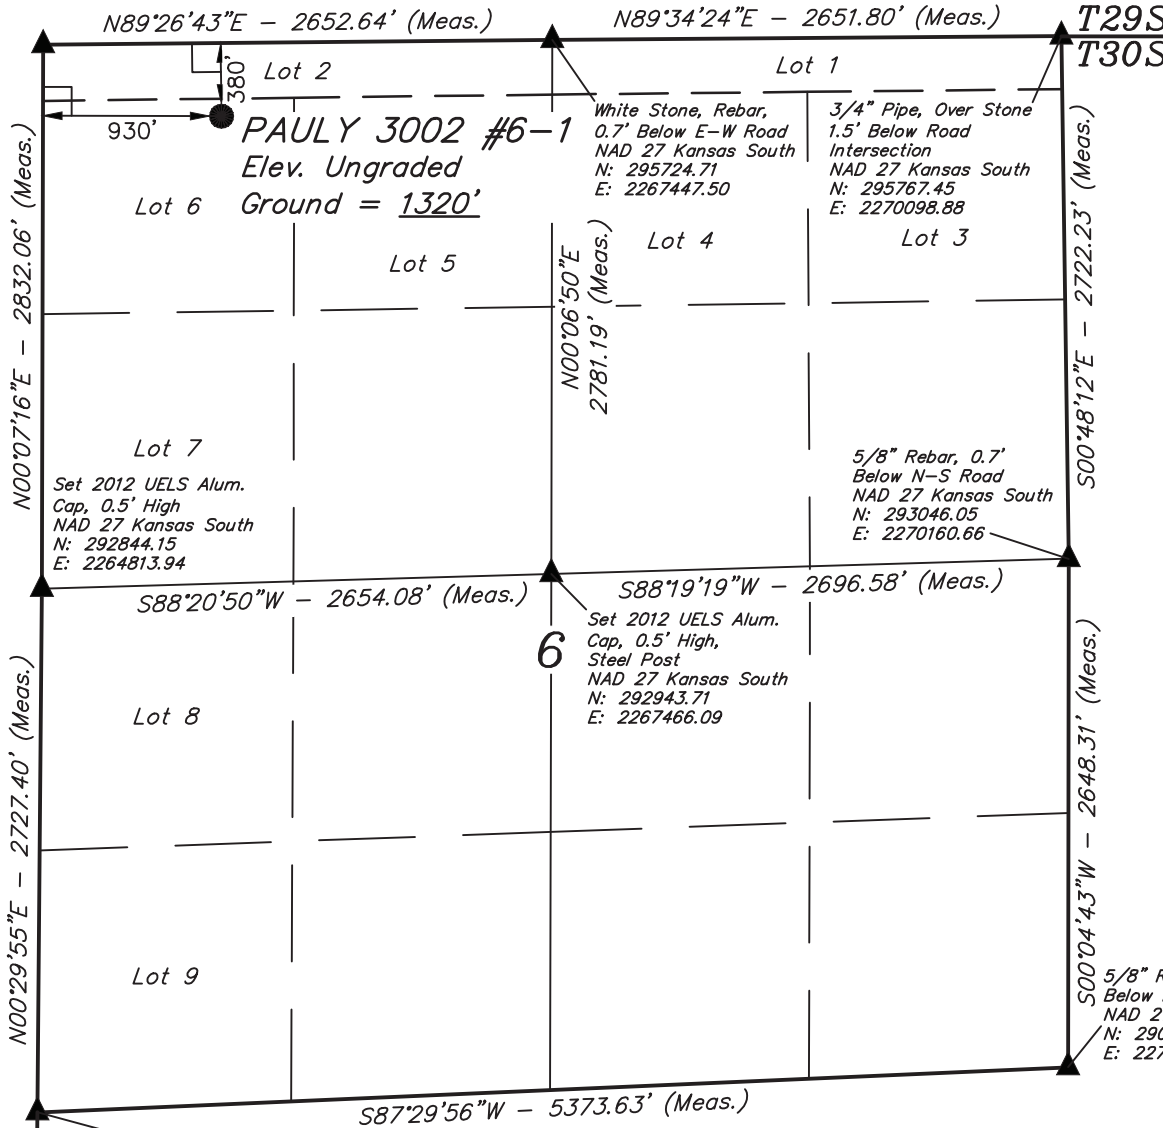 N89°26'43"E - 2652.64' (Meas.)
N89°34'24"E - 2651.80' (Meas.)
T29S
T30S
Lot 2
380'
Lot 1
930'
PAULY 3002 #6-1
Elev. Ungraded
Ground = 1320'
White Stone, Rebar,
0.7' Below E-W Road
NAD 27 Kansas South
N: 295724.71
E: 2267447.50
3/4" Pipe, Over Stone
1.5' Below Road
Intersection
NAD 27 Kansas South
N: 295767.45
E: 2270098.88
Lot 6
Lot 5
Lot 4
Lot 3
N00°07'16"E - 2832.06' (Meas.)
N00°06'50"E
2781.19' (Meas.)
S00°48'12"E - 2722.23' (Meas.)
Lot 7
Set 2012 UELS Alum.
Cap, 0.5' High
NAD 27 Kansas South
N: 292844.15
E: 2264813.94
5/8" Rebar, 0.7'
Below N-S Road
NAD 27 Kansas South
N: 293046.05
E: 2270160.66
S88°20'50"W - 2654.08' (Meas.)
S88°19'19"W - 2696.58' (Meas.)
6
Set 2012 UELS Alum.
Cap, 0.5' High,
Steel Post
NAD 27 Kansas South
N: 292943.71
E: 2267466.09
Lot 8
N00°29'55"E - 2727.40' (Meas.)
S00°04'43"W - 2648.31' (Meas.)
Lot 9
5/8" R
Below
NAD 2
N: 290
E: 227
S87°29'56"W - 5373.63' (Meas.)